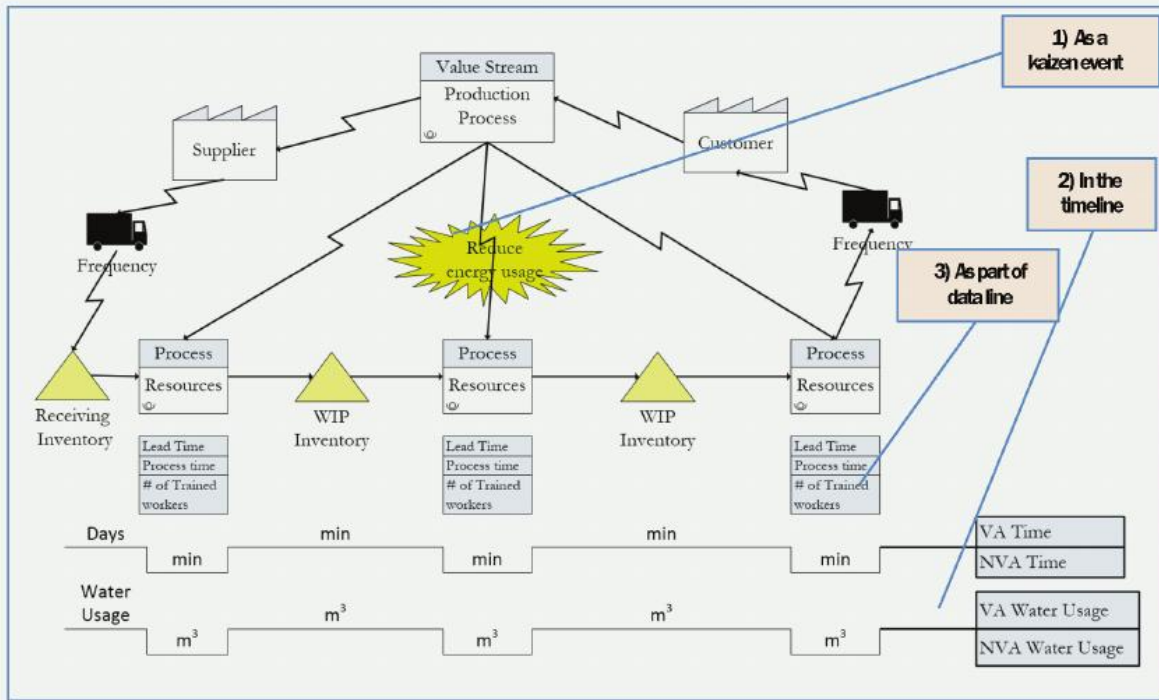 1) As a
kaizen event
Value Stream
Production
Process
Supplier
Customer
2) In the
timeline
Frequency
Frequency
Reduce
energy usage
3) As part of
data line
Process
Resources
Process
Resources
Process
Resources
Receiving
Inventory
WIP
Inventory
WIP
Inventory
Lead Time
Process time
# of Trained
workers
Lead Time
Process time
# of Trained
workers
Lead Time
Process time
# of Trained
workers
Days
min
min
min
min
min
VA Time
NVA Time
Water
Usage
m³
m³
m³
m³
m³
VA Water Usage
NVA Water Usage